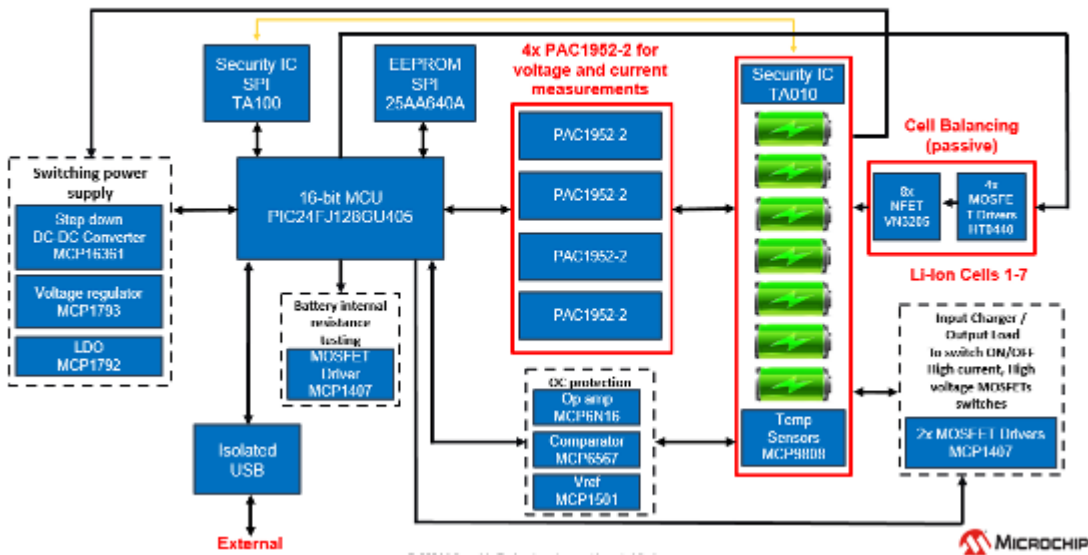 Security IC
SPI
TA100
EEPROM
SPI
25AA640A
4x PAC1952-2 for
voltage and current
measurements
Security IC
TA010
Cell Balancing
(passive)
8x
NFET
VN3205
4x
MOSFE
T Drivers
HT0440
Li-Ion Cells 1-7
Switching power
supply
Step down
DC-DC Converter
MCP16361
Voltage regulator
MCP1793
LDO
MCP1792
16-bit MCU
PIC24FJ128GU405
PAC1952-2
PAC1952-2
PAC1952-2
PAC1952-2
Battery internal
resistance
testing
MOSFET
Driver
MCP1407
OC protection
Op amp
MCP6N16
Comparator
MCP6567
Vref
MCP1501
Temp
Sensors
MCP9808
Input Charger /
Output Load
To switch ON/OFF
High current, High
voltage MOSFETs
switches
2x MOSFET Drivers
MCP1407
Isolated
USB
External
MICROCHIP